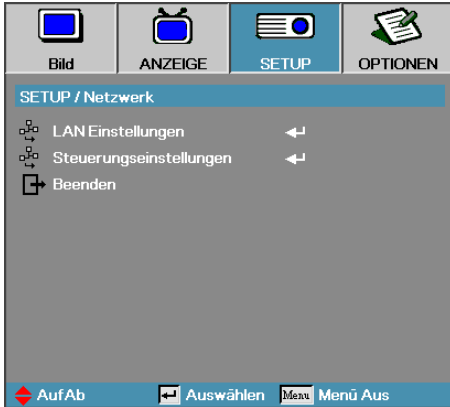 Bild ANZEIGE SETUP OPTIONEN
SETUP / Netzwerk
LAN Einstellungen
Steuerungseinstellungen
Beenden
AufAb Auswählen Menu Menü Aus